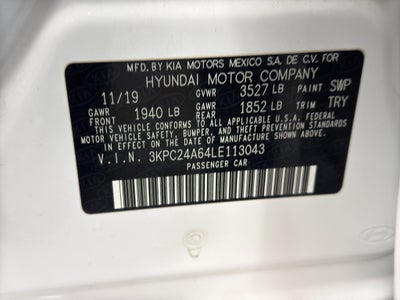 MFD. BY KIA MOTORS MEXICO S.A. DE C.V. FOR
HYUNDAI MOTOR COMPANY
11/19 GVWR 3527 LB PAINT SWP
GAWR FRONT 1940 LB GAWR REAR 1852 LB TRIM TRY
THIS VEHICLE CONFORMS TO ALL APPLICABLE U.S.A. FEDERAL
MOTOR VEHICLE SAFETY, BUMPER, AND THEFT PREVENTION
STANDARDS IN EFFECT ON THE DATE OF MANUFACTURE SHOWN ABOVE.
V.I.N. 3KPC24A64LE113043
PASSENGER CAR